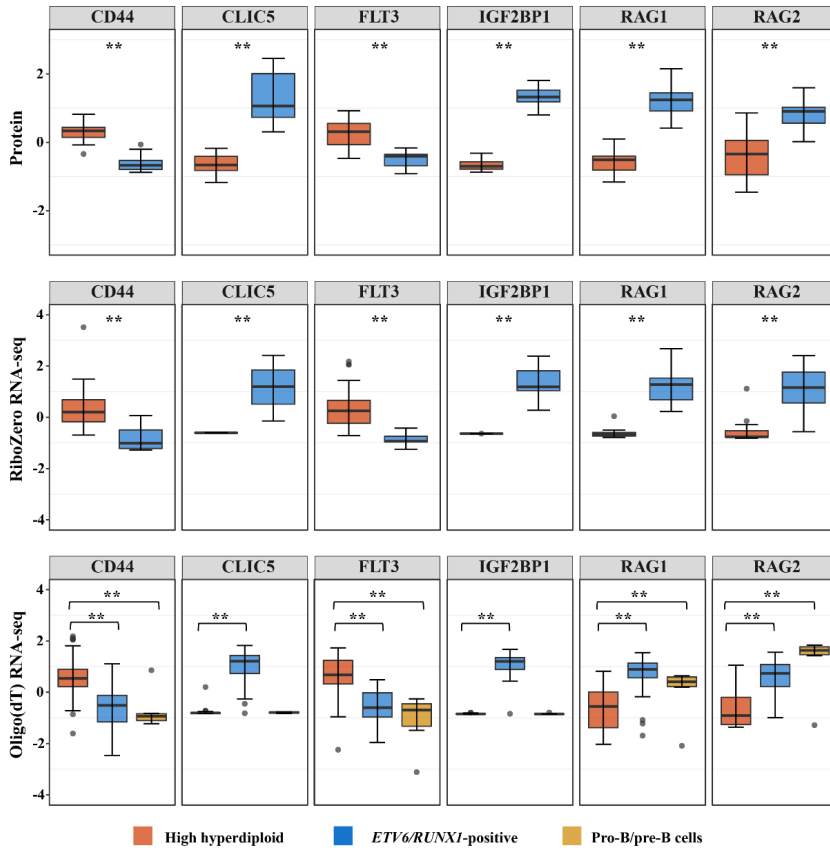 CD44 CLIC5 FLT3 IGF2BP1 RAG1 RAG2
** ** ** ** ** **
Protein
2
0
-2
CD44 CLIC5 FLT3 IGF2BP1 RAG1 RAG2
** ** ** ** ** **
RiboZero RNA-seq
4
2
0
-2
-4
CD44 CLIC5 FLT3 IGF2BP1 RAG1 RAG2
** ** ** **
** ** ** ** ** **
Oligo(dT) RNA-seq
4
2
0
-2
-4
High hyperdiploid ETV6/RUNX1-positive Pro-B/pre-B cells